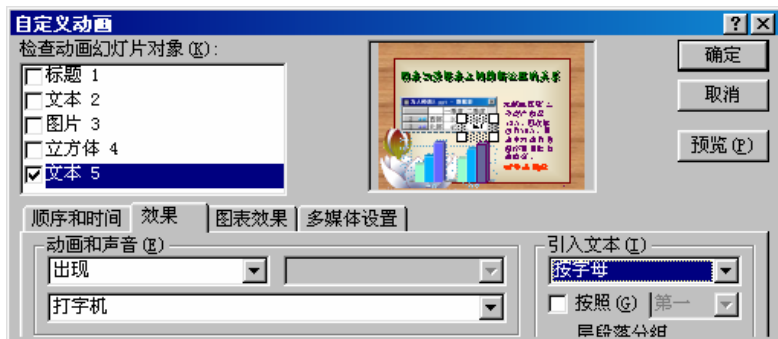 自定义动画
检查动画幻灯片对象(K):
标题 1
文本 2
图片 3
立方体 4
文本 5
确定
取消
预览(P)
顺序和时间 效果 图表效果 多媒体设置
动画和声音(E)
出现
打字机
引入文本(I)
按字母
按照(G) 第一
层段落分组